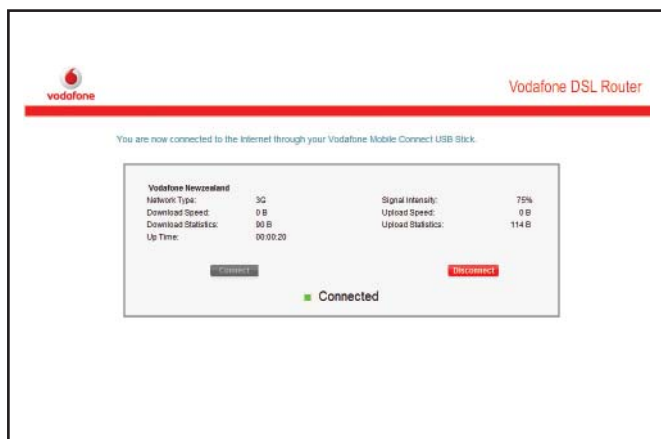 vodafone
Vodafone DSL Router
You are now connected to the Internet through your Vodafone Mobile Connect USB Stick.
Vodafone Newzealand
Network Type: 3G Signal Intensity: 75%
Download Speed: 0 B Upload Speed: 0 B
Download Statistics: 90 B Upload Statistics: 114 B
Up Time: 00:00:20
Connect Disconnect
Connected